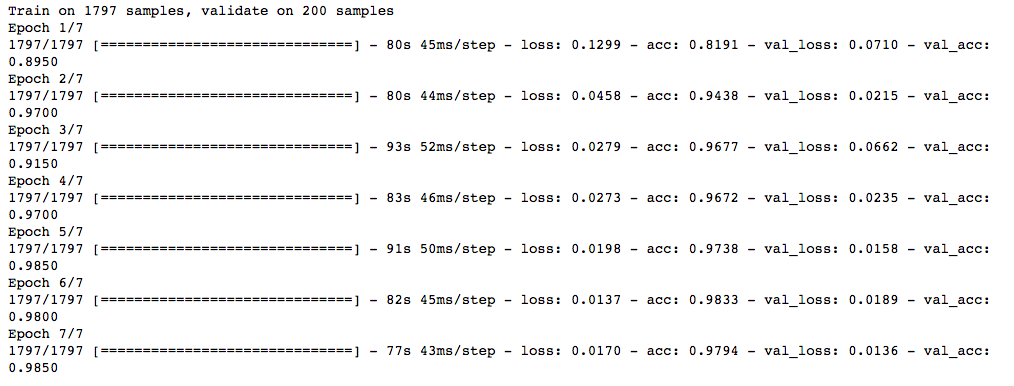 Train on 1797 samples, validate on 200 samples
Epoch 1/7
1797/1797 [==============================] - 80s 45ms/step - loss: 0.1299 - acc: 0.8191 - val_loss: 0.0710 - val_acc:
0.8950
Epoch 2/7
1797/1797 [==============================] - 80s 44ms/step - loss: 0.0458 - acc: 0.9438 - val_loss: 0.0215 - val_acc:
0.9700
Epoch 3/7
1797/1797 [==============================] - 93s 52ms/step - loss: 0.0279 - acc: 0.9677 - val_loss: 0.0662 - val_acc:
0.9150
Epoch 4/7
1797/1797 [==============================] - 83s 46ms/step - loss: 0.0273 - acc: 0.9672 - val_loss: 0.0235 - val_acc:
0.9700
Epoch 5/7
1797/1797 [==============================] - 91s 50ms/step - loss: 0.0198 - acc: 0.9738 - val_loss: 0.0158 - val_acc:
0.9850
Epoch 6/7
1797/1797 [==============================] - 82s 45ms/step - loss: 0.0137 - acc: 0.9833 - val_loss: 0.0189 - val_acc:
0.9800
Epoch 7/7
1797/1797 [==============================] - 77s 43ms/step - loss: 0.0170 - acc: 0.9794 - val_loss: 0.0136 - val_acc:
0.9850